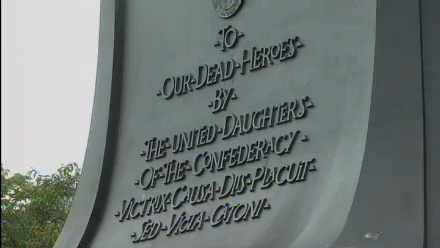 -TO-
-OUR-DEAD-HEROES-
-BY-
-THE-UNITED-DAUGHTERS-
-OF-THE-CONFEDERACY-
-VICTRIX-CAUSA-DIIS-PLACUIT-
-SED-VICTA-CATONI-